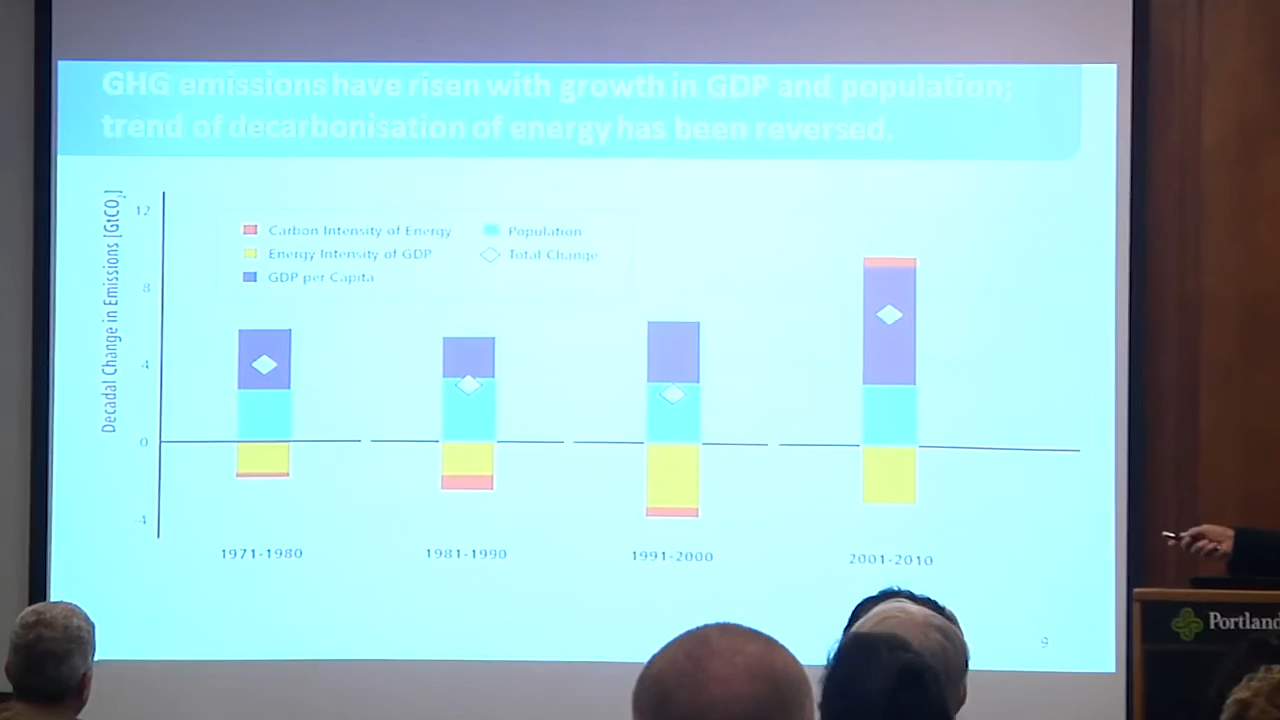 GHG emissions have risen with growth in GDP and population;
trend of decarbonisation of energy has been reversed.
Decadal Change in Emissions [GtCO₂]
12
8
4
0
-4
Carbon Intensity of Energy
Energy Intensity of GDP
GDP per Capita
Population
Total Change
1971-1980
1981-1990
1991-2000
2001-2010
9
Portland